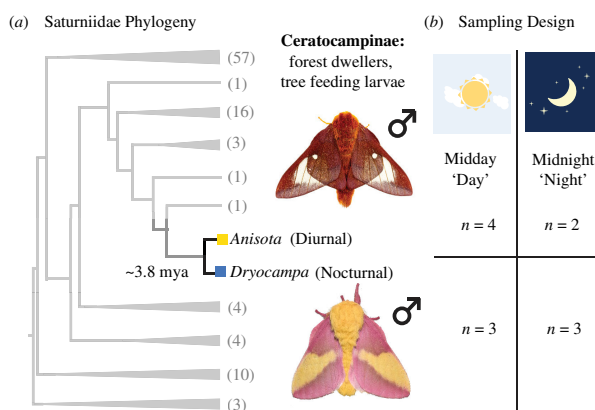 (a) Saturniidae Phylogeny
(57)
(1)
(16)
(3)
(1)
(1)
Anisota (Diurnal)
~3.8 mya
Dryocampa (Nocturnal)
(4)
(4)
(10)
(3)
Ceratocampinae:
forest dwellers,
tree feeding larvae
♂
♂
(b) Sampling Design
Midday
‘Day’
Midnight
‘Night’
n = 4
n = 2
n = 3
n = 3